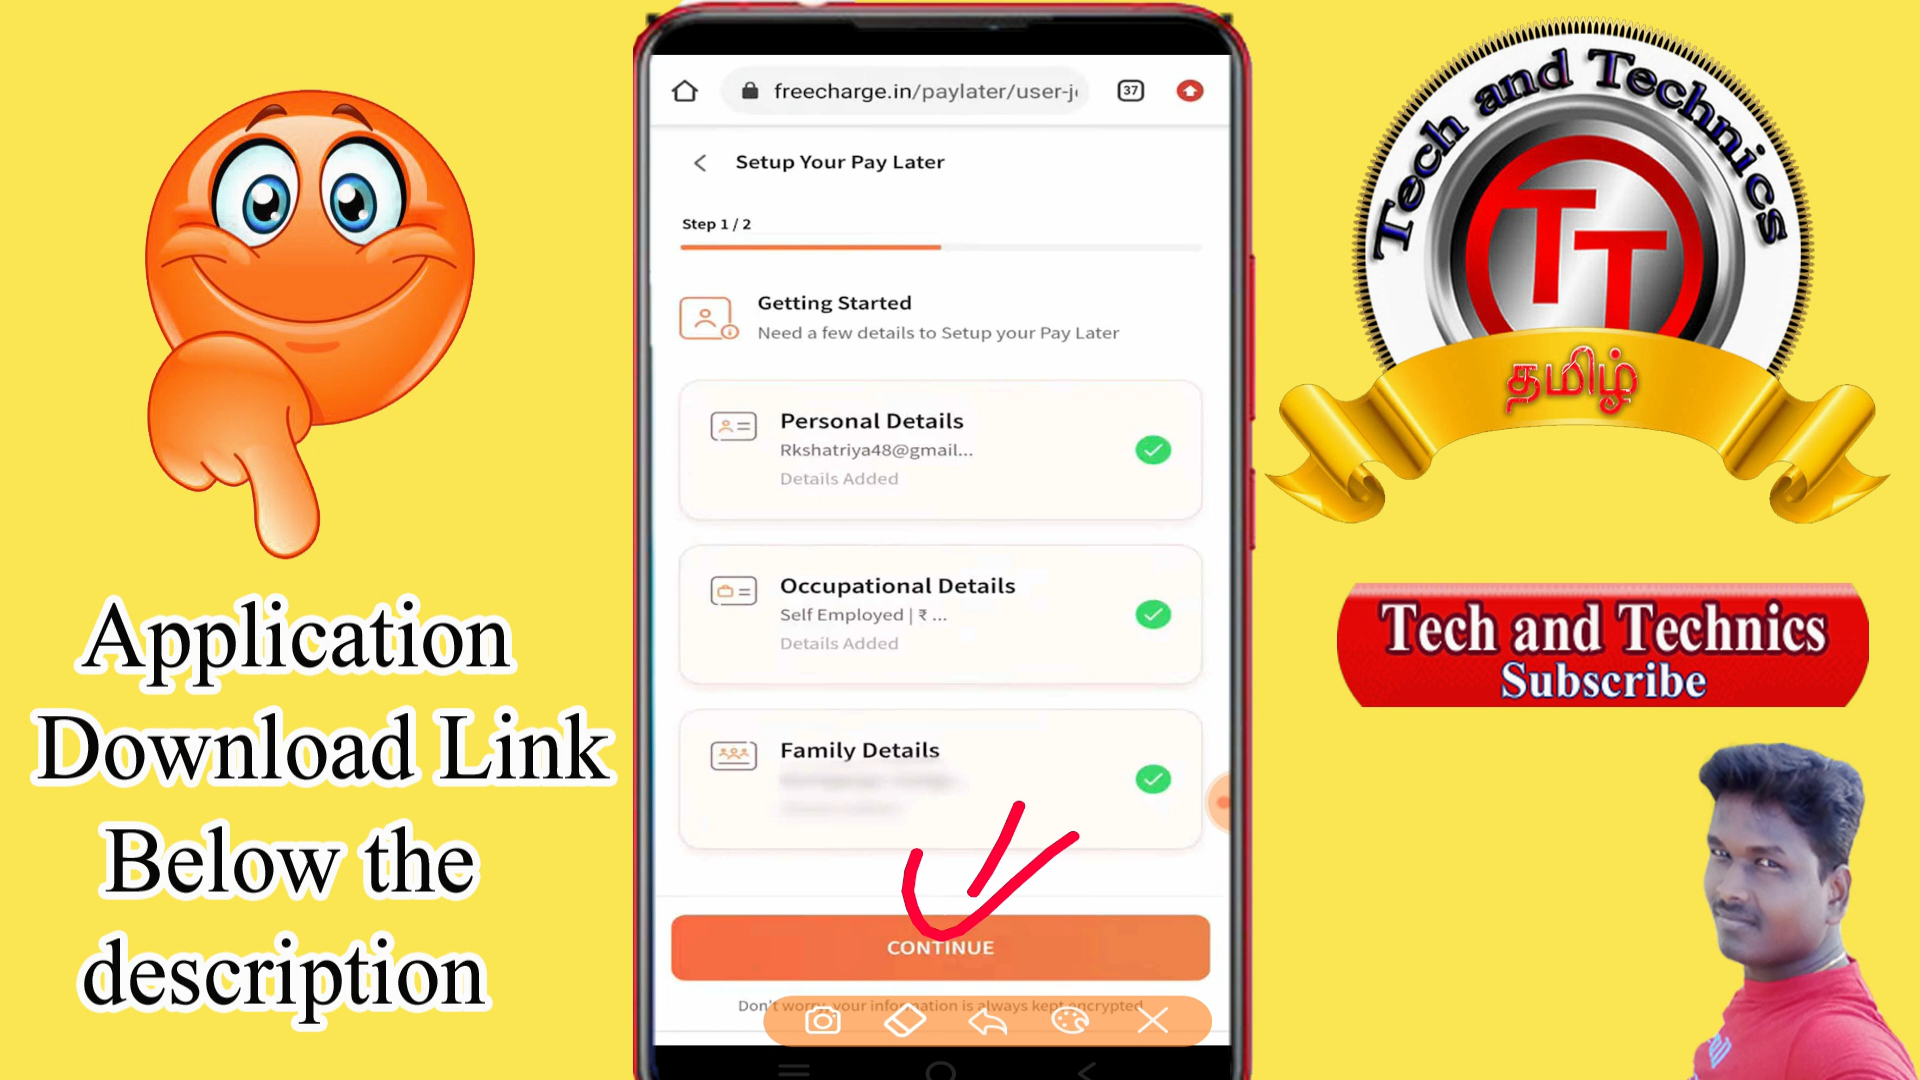 Application
Download Link
Below the
description
37
freecharge.in/paylater/user-j
Setup Your Pay Later
Step 1 / 2
Getting Started
Need a few details to Setup your Pay Later
Personal Details
Rkshatriya48@gmail...
Details Added
Occupational Details
Self Employed | ₹ ...
Details Added
Family Details
CONTINUE
Don't worry, your information is always kept encrypted
Tech and Technics
TT
தமிழ்
Tech and Technics
Subscribe